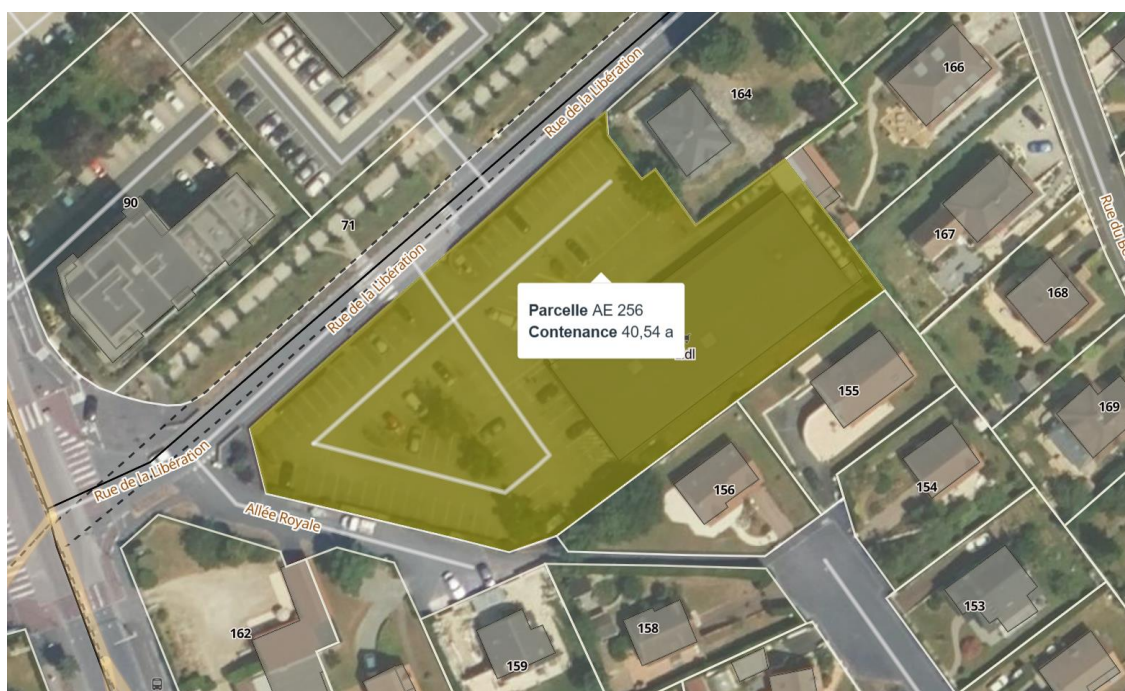 166
Rue de la Libération
164
90
71
167
Rue du B
Rue de la Libération
168
Parcelle AE 256
Contenance 40,54 a
dl
155
169
Rue de la Libération
156
154
Allée Royale
153
162
158
159